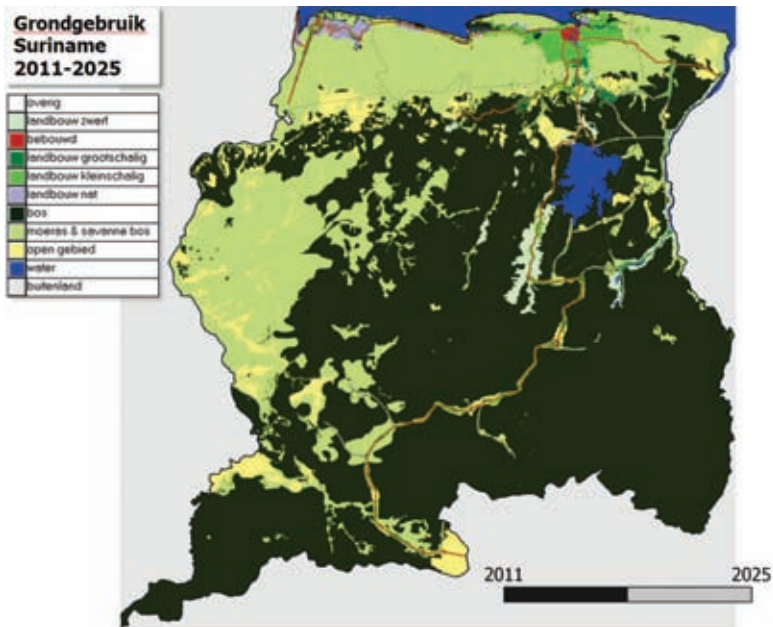 Grondgebruik
Suriname
2011-2025
overig
landbouw zwerf
bebouwd
landbouw grootschalig
landbouw kleinschalig
landbouw nat
bos
moeras & savanne bos
open gebied
water
buitenland
2011
2025